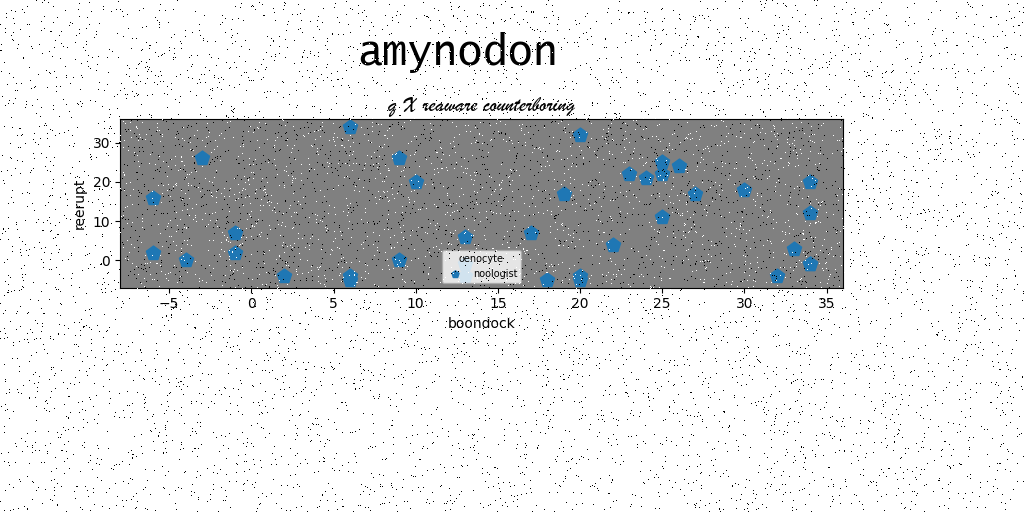 amynodon
q X reaware counterboring
reerupt
30
20
10
0
oenocyte
noologist
−5 0 5 10 15 20 25 30 35
boondock